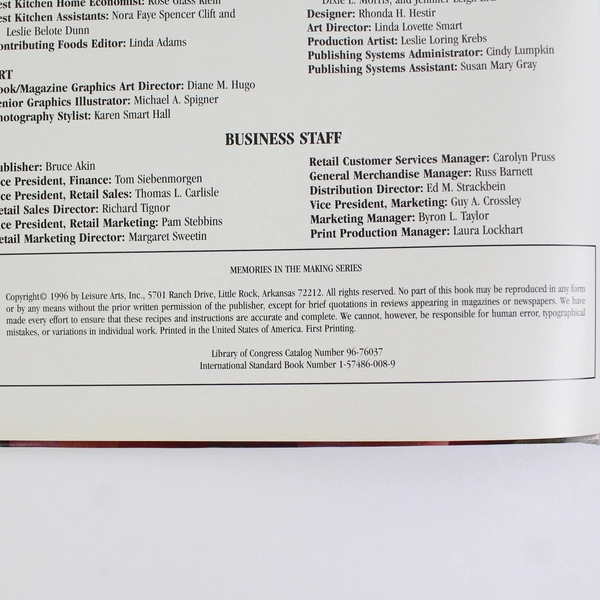 est Kitchen Home Economist: Rose Glass Klein
est Kitchen Assistants: Nora Faye Spencer Clift and
Leslie Belote Dunn
ontributing Foods Editor: Linda Adams
RT
ook/Magazine Graphics Art Director: Diane M. Hugo
enior Graphics Illustrator: Michael A. Spigner
hotography Stylist: Karen Smart Hall
Dixie L. Morris, and Jennifer
Designer: Rhonda H. Hestir
Art Director: Linda Lovette Smart
Production Artist: Leslie Loring Krebs
Publishing Systems Administrator: Cindy Lumpkin
Publishing Systems Assistant: Susan Mary Gray
BUSINESS STAFF
ublisher: Bruce Akin
ice President, Finance: Tom Siebenmorgen
ice President, Retail Sales: Thomas L. Carlisle
etail Sales Director: Richard Tignor
ice President, Retail Marketing: Pam Stebbins
etail Marketing Director: Margaret Sweetin
Retail Customer Services Manager: Carolyn Pruss
General Merchandise Manager: Russ Barnett
Distribution Director: Ed M. Strackbein
Vice President, Marketing: Guy A. Crossley
Marketing Manager: Byron L. Taylor
Print Production Manager: Laura Lockhart
MEMORIES IN THE MAKING SERIES
Copyright© 1996 by Leisure Arts, Inc., 5701 Ranch Drive, Little Rock, Arkansas 72212. All rights reserved. No part of this book may be reproduced in any form
or by any means without the prior written permission of the publisher, except for brief quotations in reviews appearing in magazines or newspapers. We have
made every effort to ensure that these recipes and instructions are accurate and complete. We cannot, however, be responsible for human error, typographical
mistakes, or variations in individual work. Printed in the United States of America. First Printing.
Library of Congress Catalog Number 96-76037
International Standard Book Number 1-57486-008-9